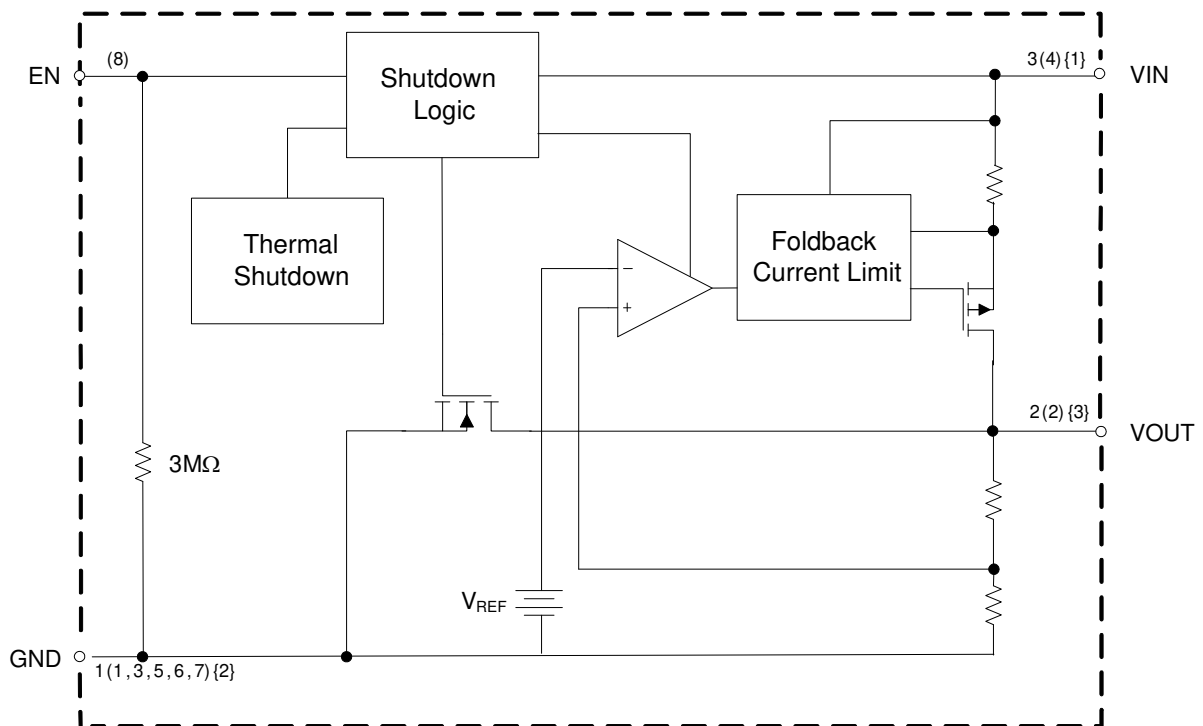 EN
(8)
Shutdown
Logic
3(4){1}
VIN
Thermal
Shutdown
Foldback
Current Limit
−
+
2(2){3}
VOUT
3MΩ
VREF
GND
1(1,3,5,6,7){2}